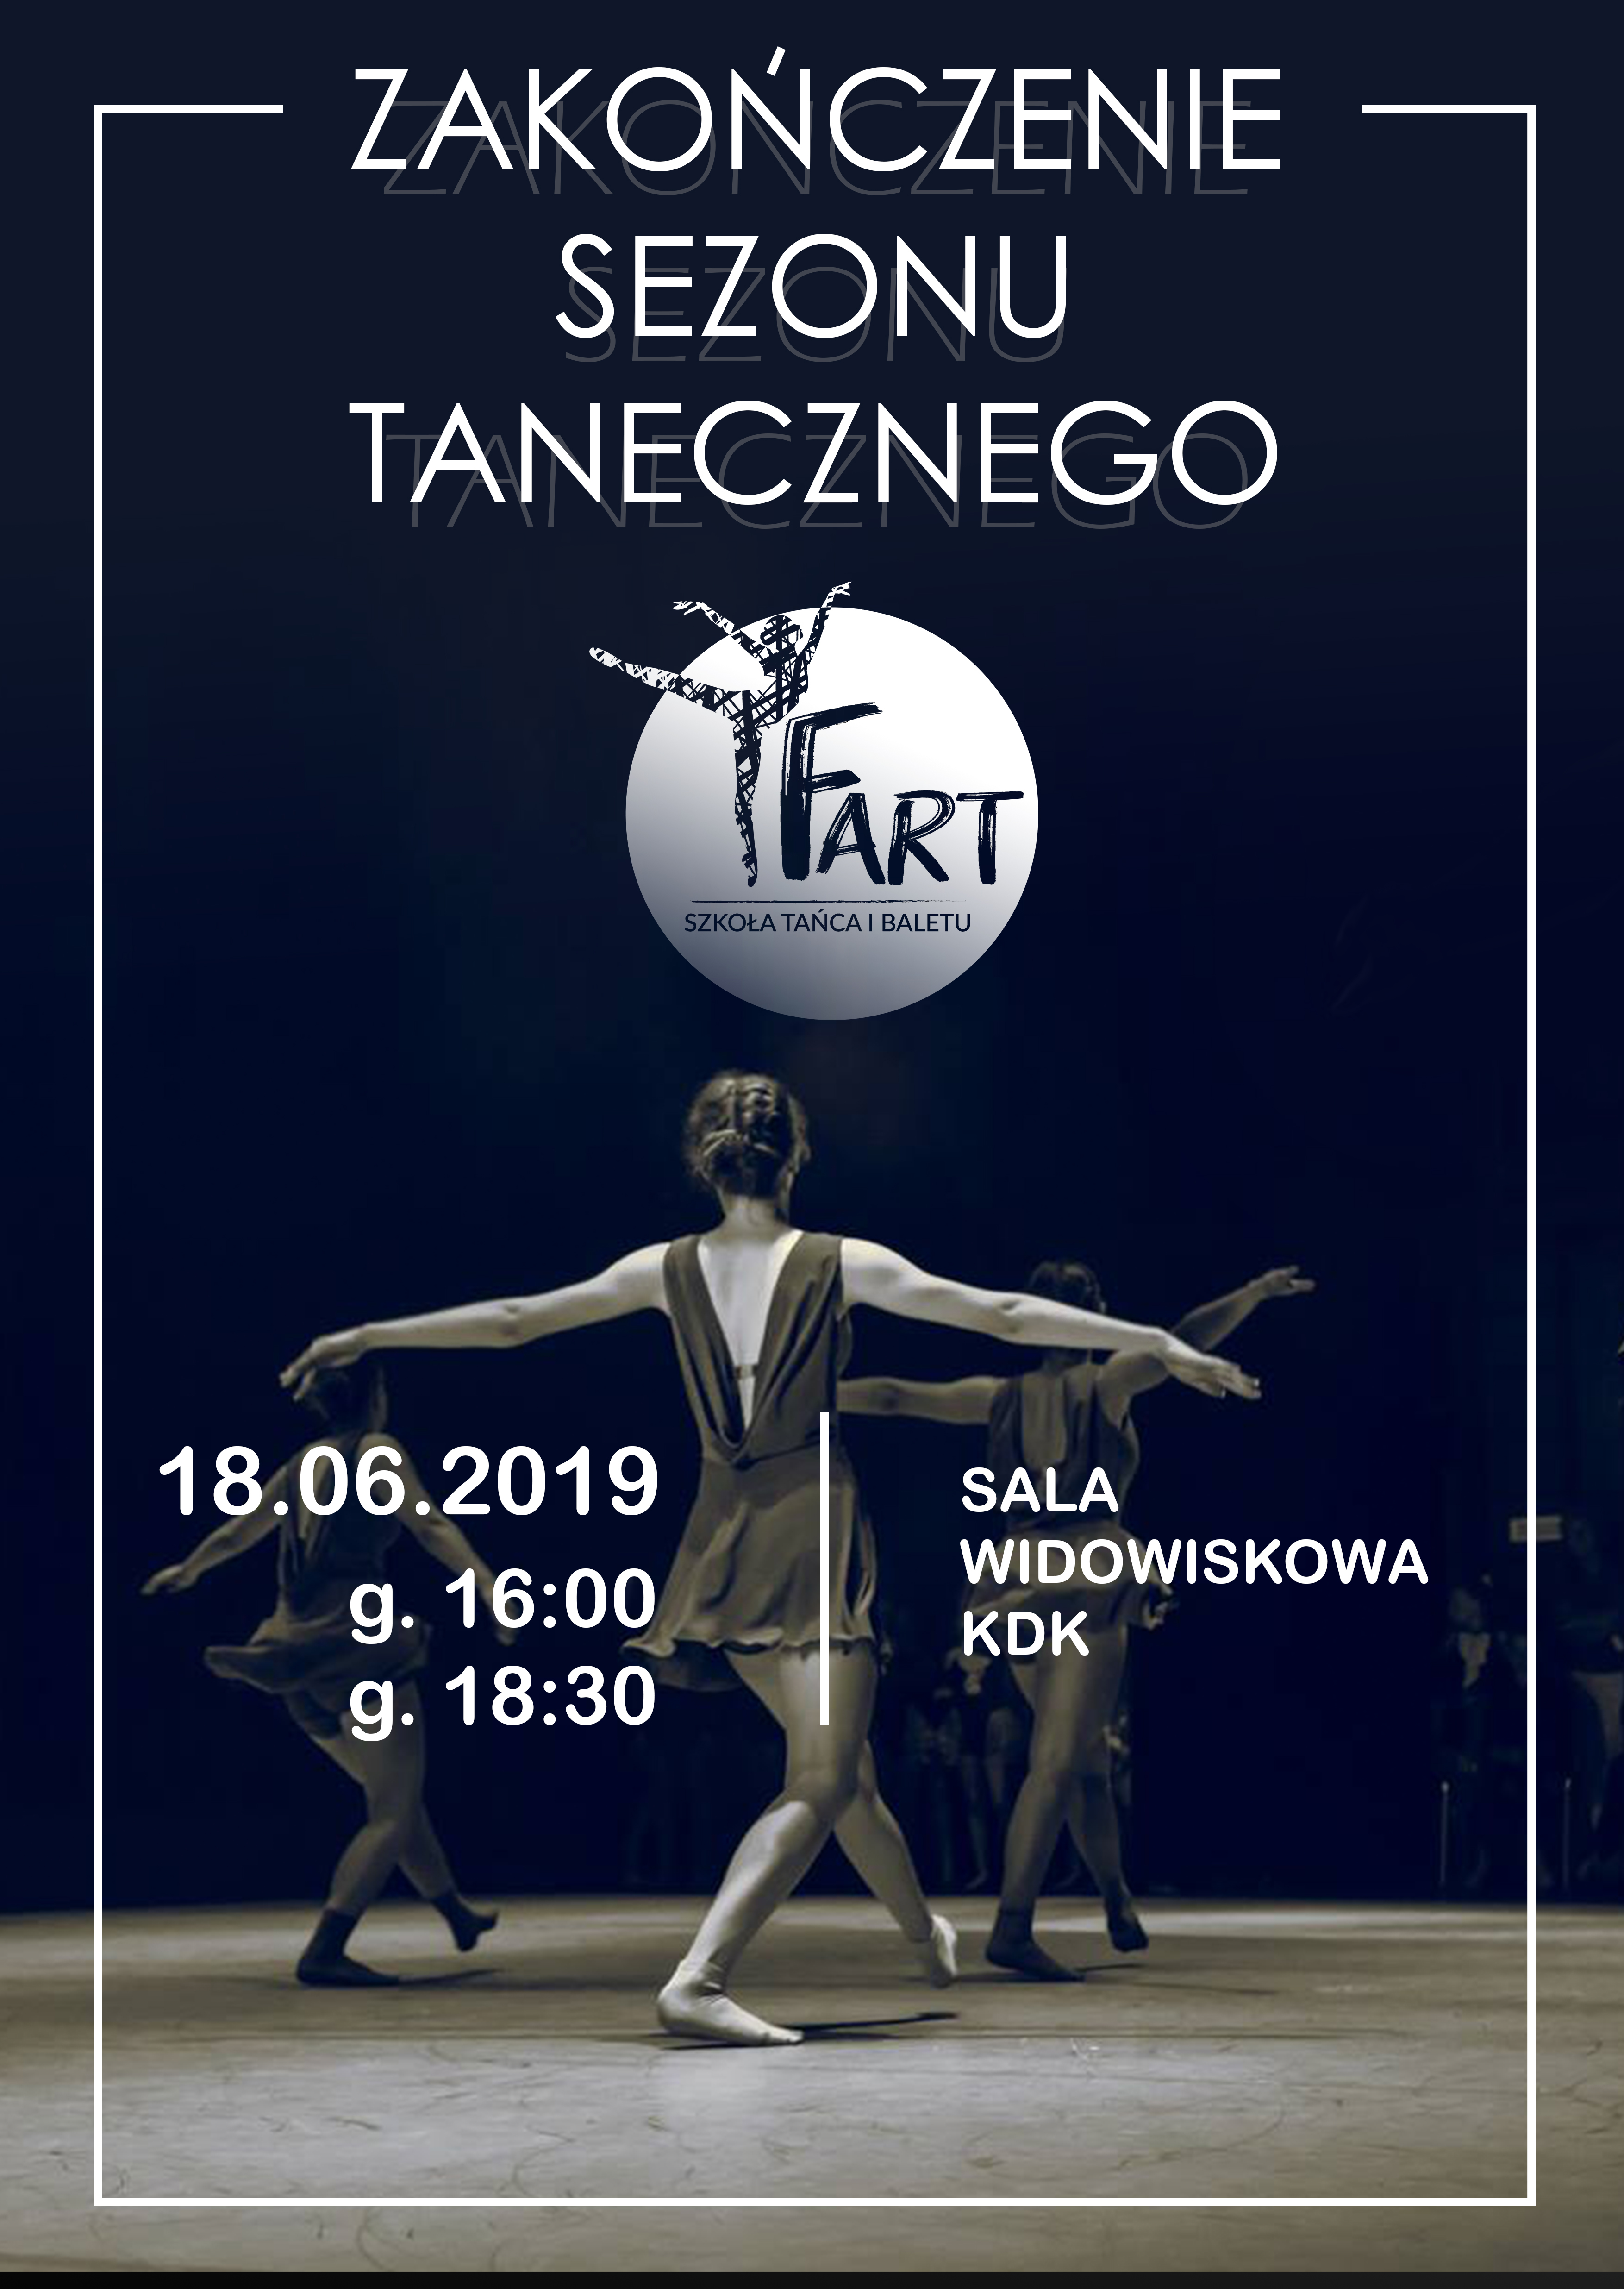 ZAKOŃCZENIE
SEZONU
TANECZNEGO
FART
SZKOŁA TAŃCA I BALETU
18.06.2019
g. 16:00
g. 18:30
SALA
WIDOWISKOWA
KDK